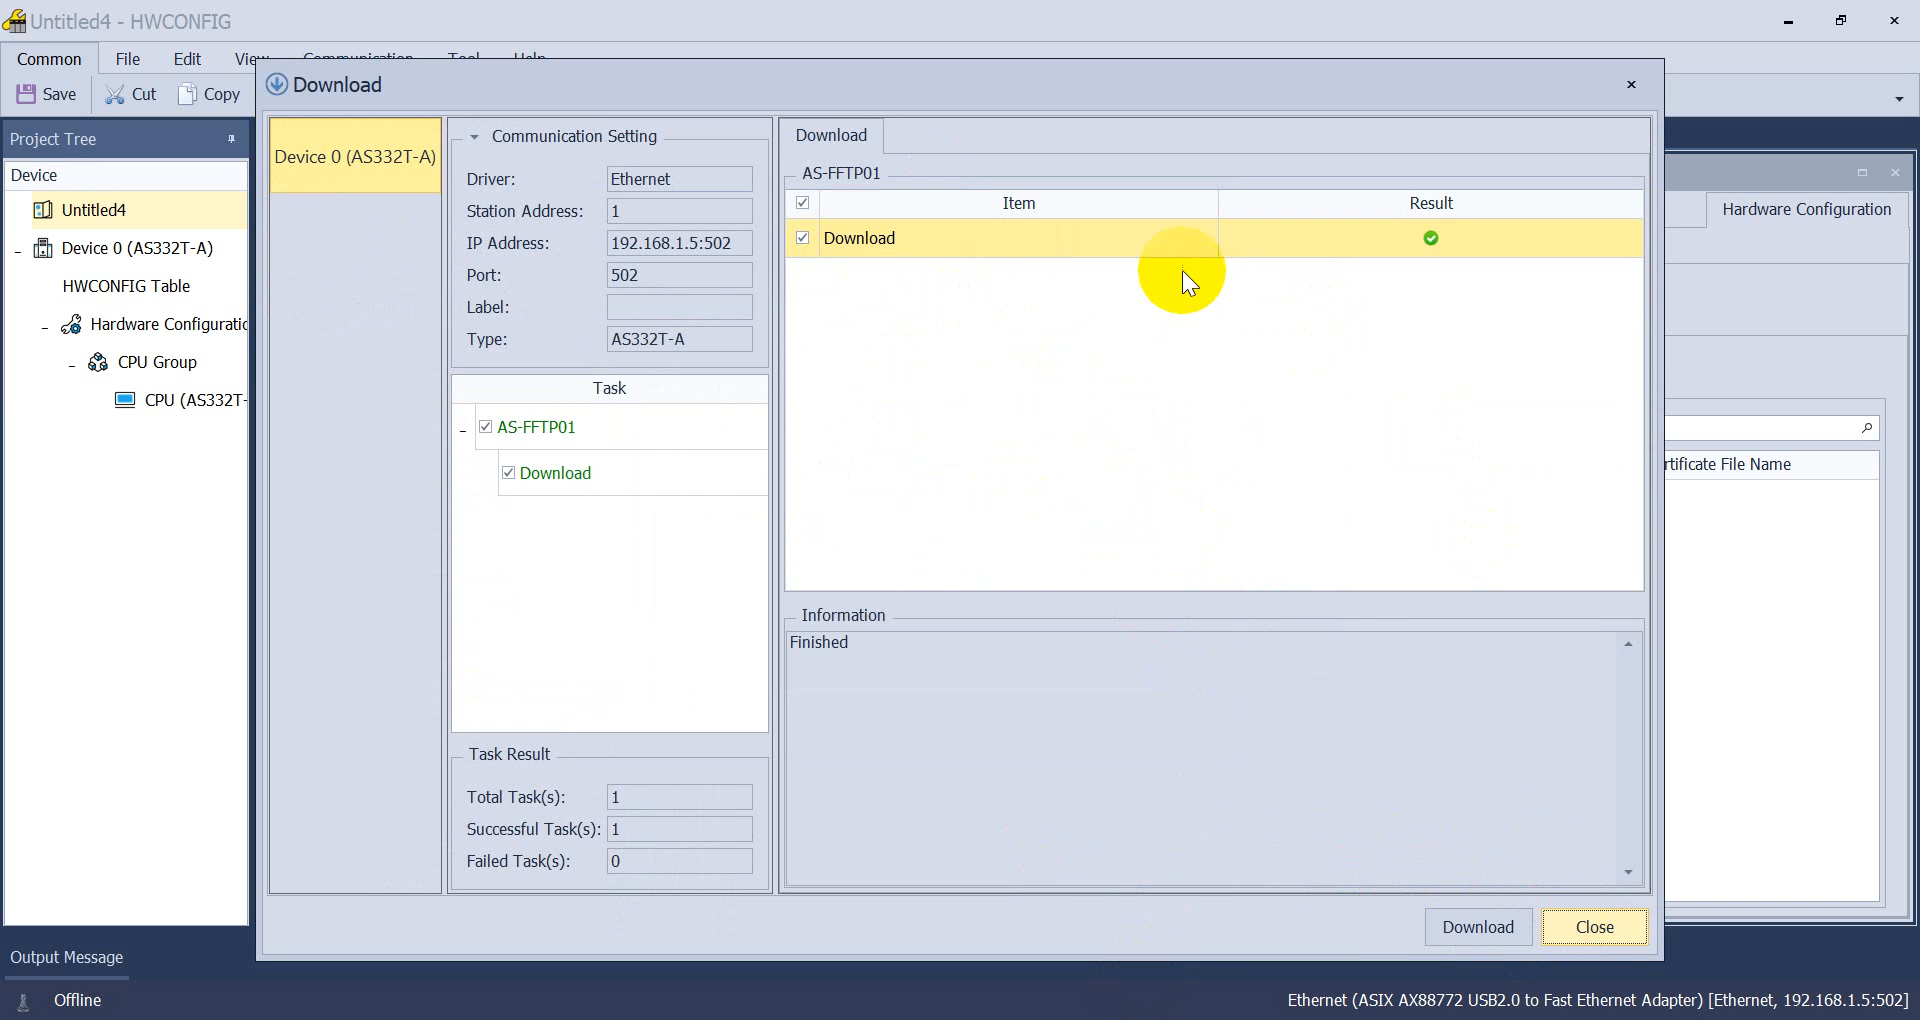 Untitled4 - HWCONFIG
Common File Edit View Communication Tool Help
Save Cut Copy
Download
Project Tree
Device
Untitled4
Device 0 (AS332T-A)
HWCONFIG Table
Hardware Configuratio
CPU Group
CPU (AS332T-
Device 0 (AS332T-A)
Communication Setting
Driver: Ethernet
Station Address: 1
IP Address: 192.168.1.5:502
Port: 502
Label:
Type: AS332T-A
Task
AS-FFTP01
Download
Task Result
Total Task(s): 1
Successful Task(s): 1
Failed Task(s): 0
Download
AS-FFTP01
Item Result
Download
Information
Finished
Download Close
Hardware Configuration
rtificate File Name
Output Message
Offline
Ethernet (ASIX AX88772 USB2.0 to Fast Ethernet Adapter) [Ethernet, 192.168.1.5:502]